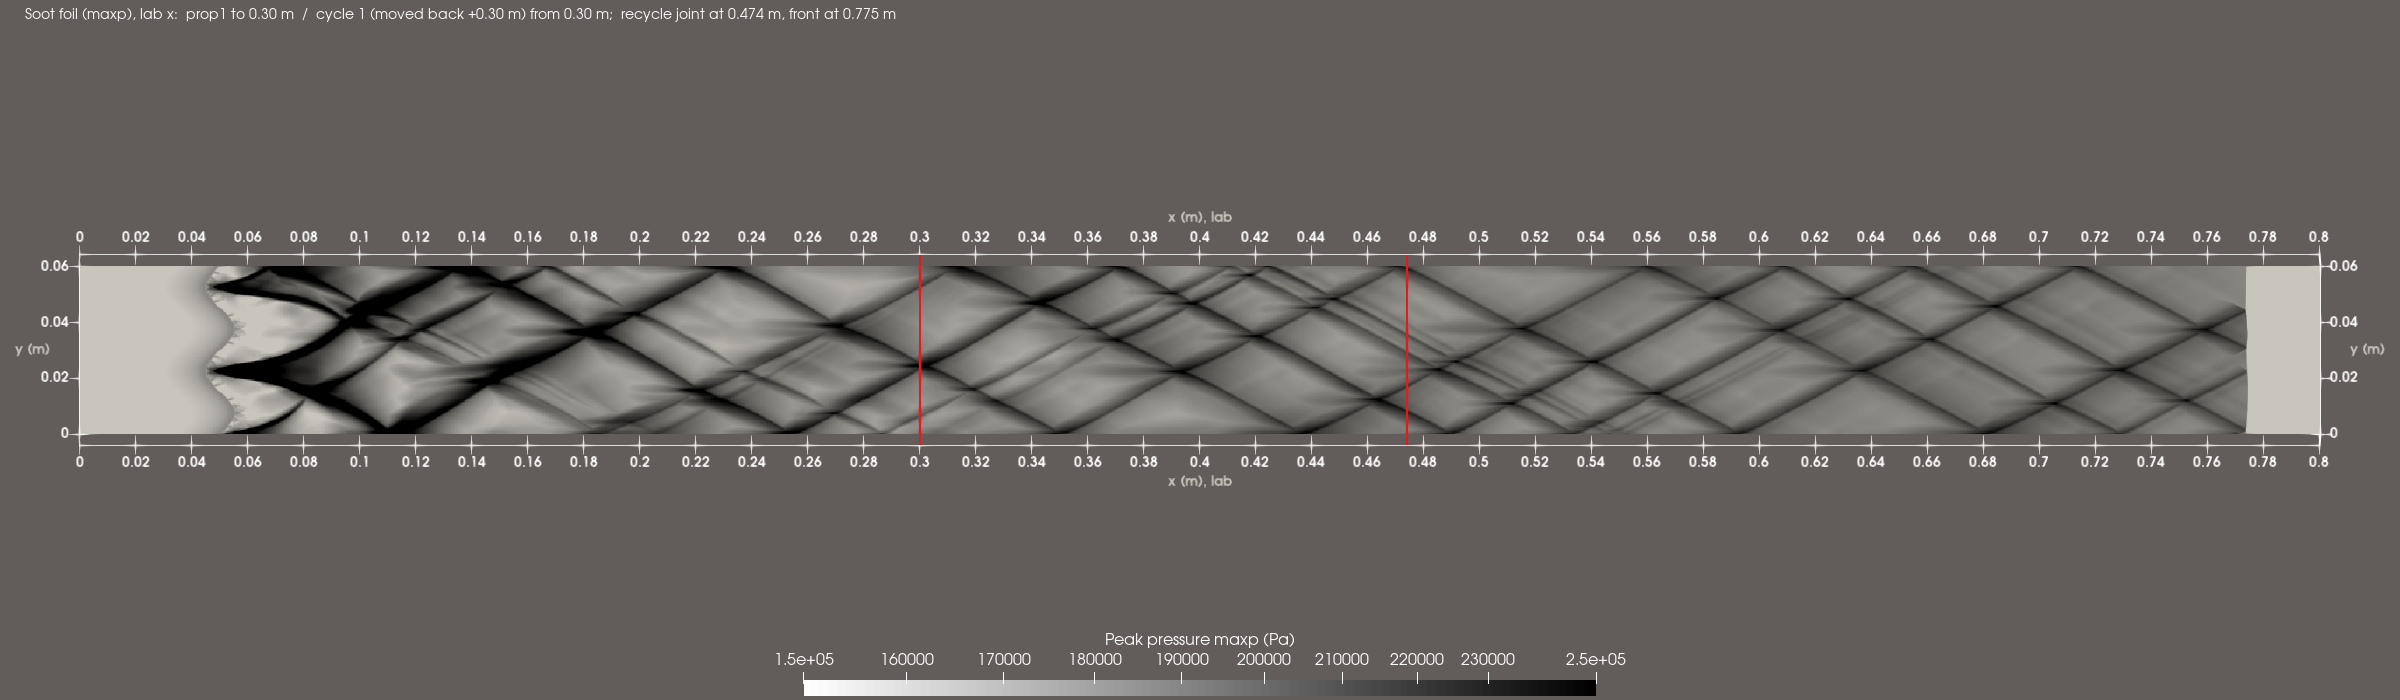 Soot foil (maxp), lab x:  prop1 to 0.30 m  /  cycle 1 (moved back +0.30 m) from 0.30 m;  recycle joint at 0.474 m, front at 0.775 m
x (m), lab
0 0.02 0.04 0.06 0.08 0.1 0.12 0.14 0.16 0.18 0.2 0.22 0.24 0.26 0.28 0.3 0.32 0.34 0.36 0.38 0.4 0.42 0.44 0.46 0.48 0.5 0.52 0.54 0.56 0.58 0.6 0.62 0.64 0.66 0.68 0.7 0.72 0.74 0.76 0.78 0.8
0.06 0.06
0.04 0.04
y (m) y (m)
0.02 0.02
0 0
0 0.02 0.04 0.06 0.08 0.1 0.12 0.14 0.16 0.18 0.2 0.22 0.24 0.26 0.28 0.3 0.32 0.34 0.36 0.38 0.4 0.42 0.44 0.46 0.48 0.5 0.52 0.54 0.56 0.58 0.6 0.62 0.64 0.66 0.68 0.7 0.72 0.74 0.76 0.78 0.8
x (m), lab
Peak pressure maxp (Pa)
1.5e+05 160000 170000 180000 190000 200000 210000 220000 230000 2.5e+05